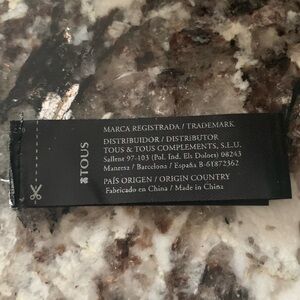 TOUS
MARCA REGISTRADA / TRADEMARK
DISTRIBUIDOR / DISTRIBUTOR
TOUS & TOUS COMPLEMENTS, S.L.U.
Sallent 97-103 (Pol. Ind. Els Dolors) 08243
Manresa / Barcelona / España B-61872362
PAÍS ORIGEN / ORIGIN COUNTRY
Fabricado en China / Made in China